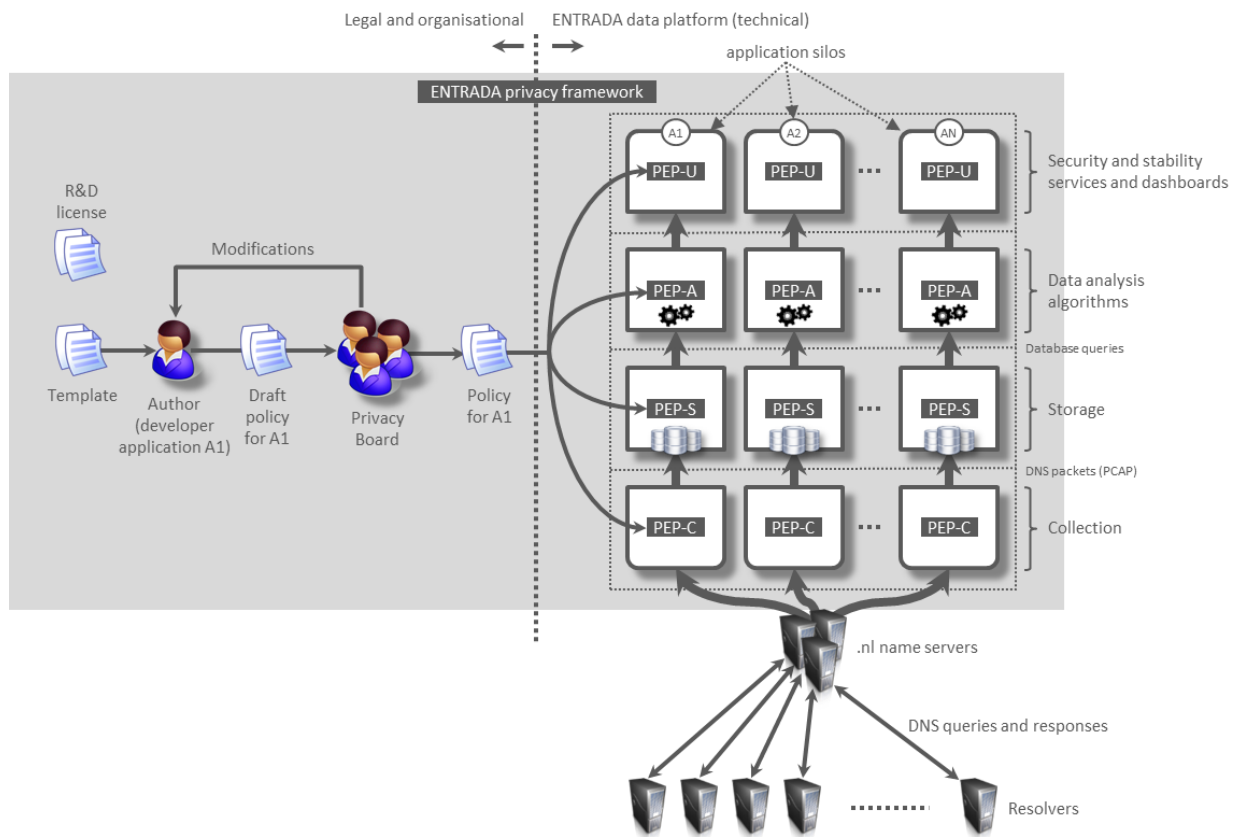 Legal and organisational
ENTRADA data platform (technical)
application silos
ENTRADA privacy framework
A1
A2
AN
PEP-U
PEP-U
PEP-U
Security and stability
services and dashboards
R&D
license
Modifications
PEP-A
PEP-A
PEP-A
Data analysis
algorithms
Database queries
Template
Author
(developer
application A1)
Draft
policy
for A1
Privacy
Board
Policy
for A1
PEP-S
PEP-S
PEP-S
Storage
DNS packets (PCAP)
PEP-C
PEP-C
PEP-C
Collection
.nl name servers
DNS queries and responses
Resolvers